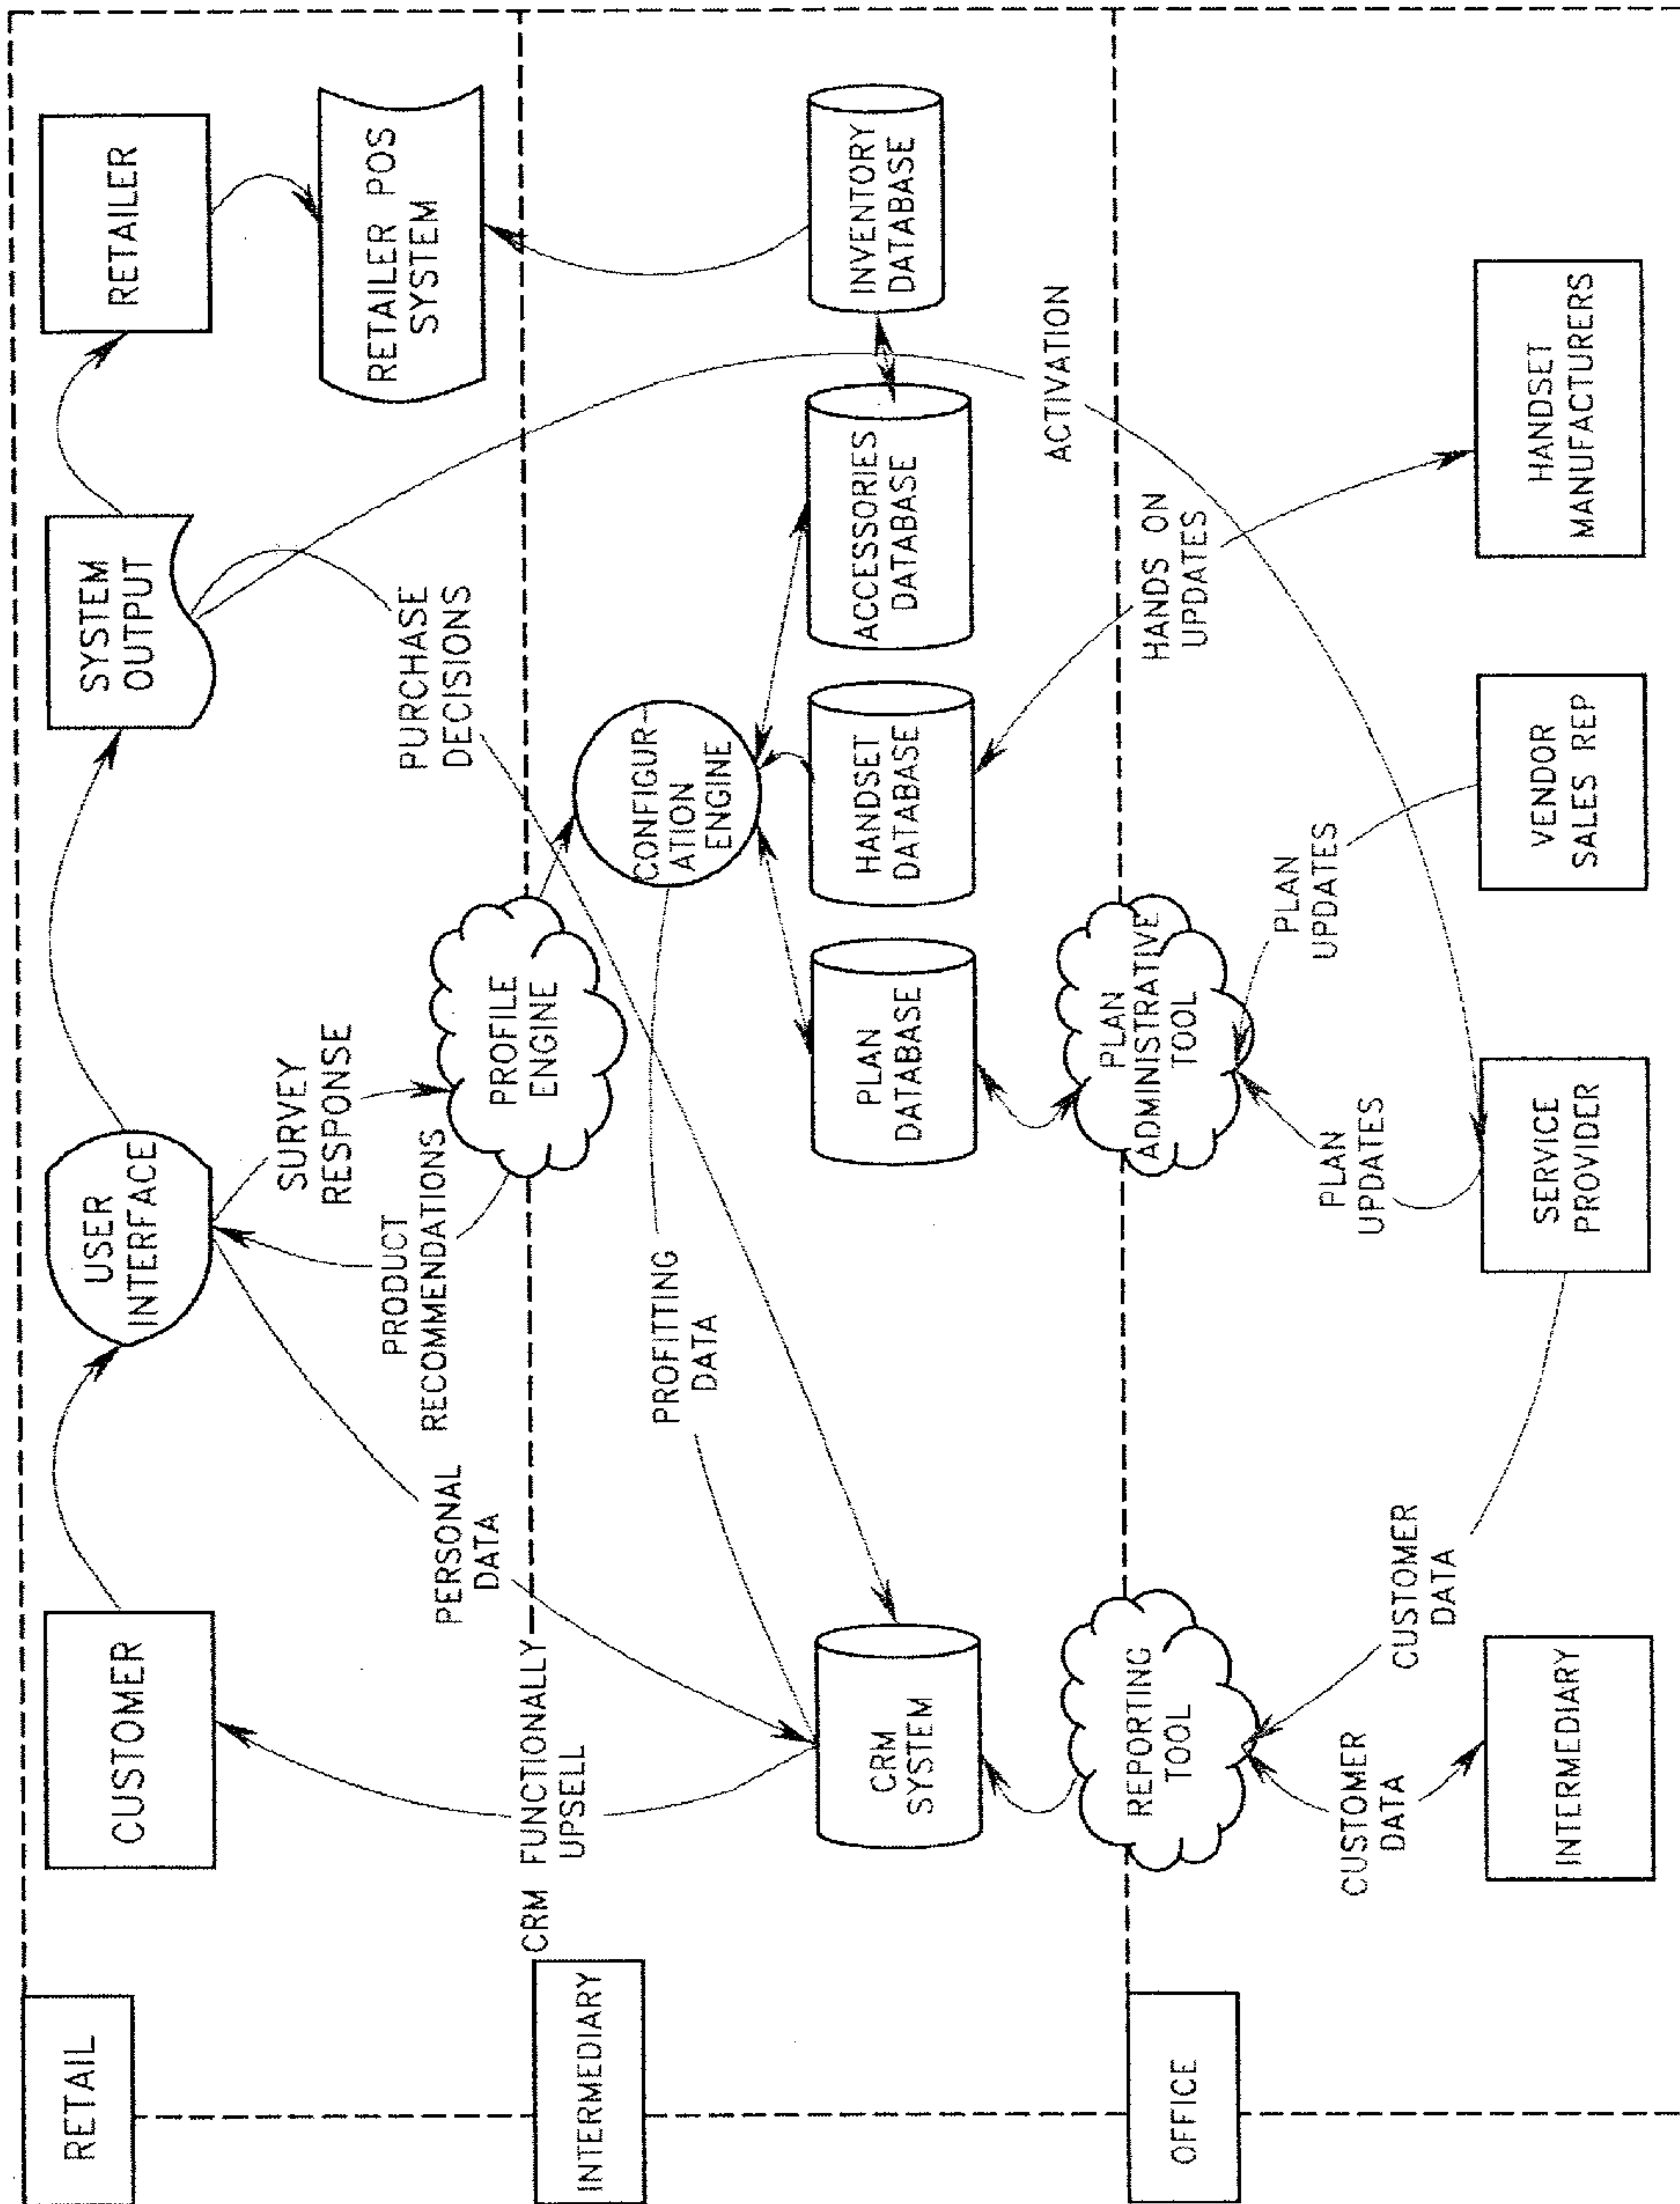 RETAIL
CUSTOMER
USER
INTERFACE
SYSTEM
OUTPUT
RETAILER
RETAILER POS
SYSTEM
SURVEY
RESPONSE
PRODUCT
RECOMMENDATIONS
PERSONAL
DATA
PURCHASE
DECISIONS
PROFILE
ENGINE
CRM FUNCTIONALLY
UPSELL
INTERMEDIARY
CONFIGUR-
ATION
ENGINE
PROFITTING
DATA
CRM
SYSTEM
PLAN
DATABASE
HANDSET
DATABASE
ACCESSORIES
DATABASE
INVENTORY
DATABASE
ACTIVATION
OFFICE
REPORTING
TOOL
PLAN
ADMINISTRATIVE
TOOL
HANDS ON
UPDATES
PLAN
UPDATES
PLAN
UPDATES
CUSTOMER
DATA
CUSTOMER
DATA
INTERMEDIARY
SERVICE
PROVIDER
VENDOR
SALES REP
HANDSET
MANUFACTURERS